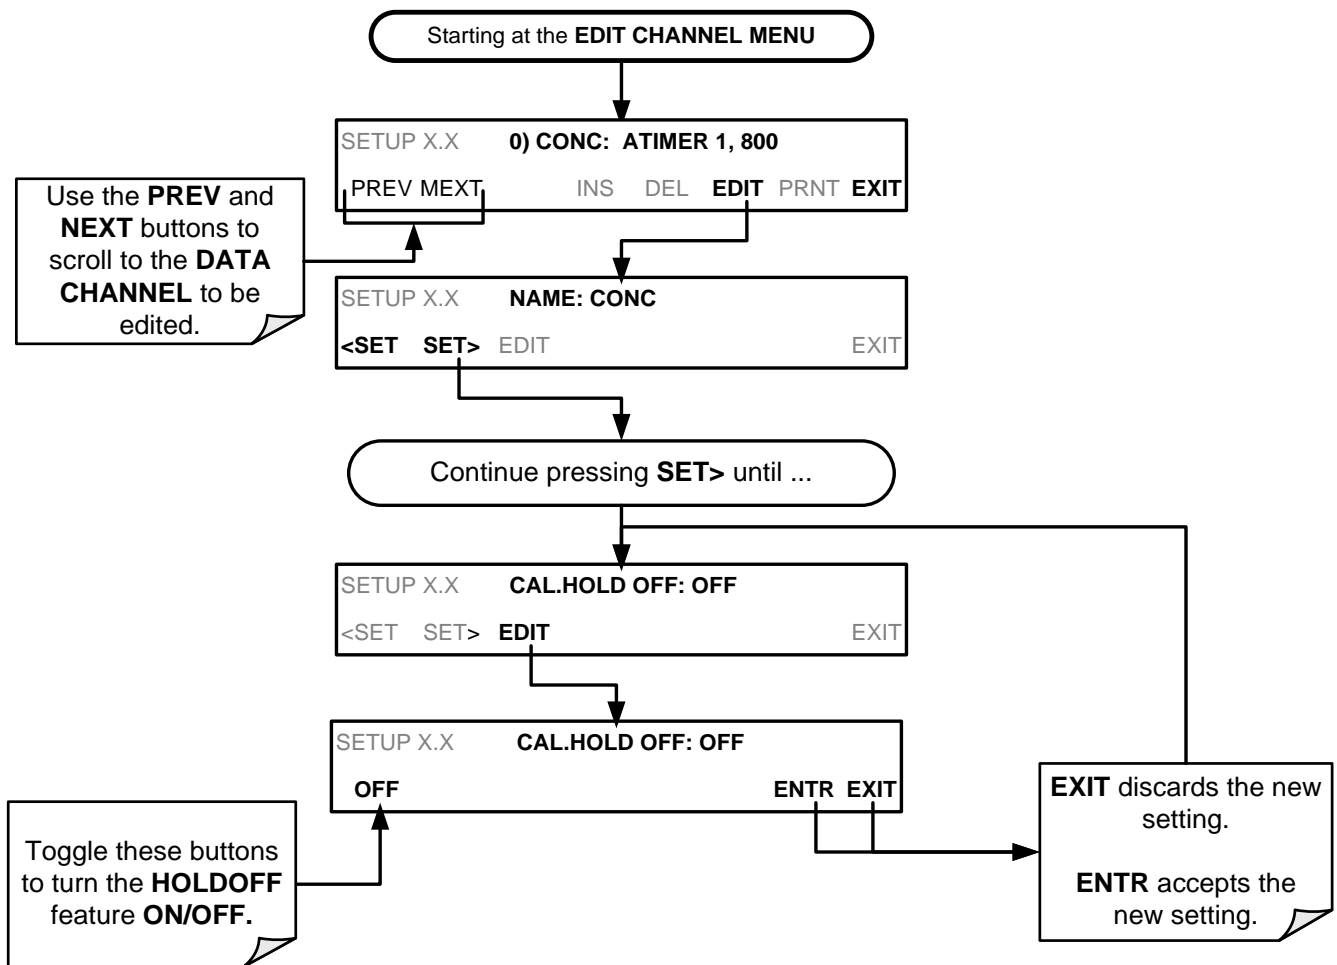 Starting at the EDIT CHANNEL MENU
SETUP X.X 0) CONC: ATIMER 1, 800
PREV MEXT INS DEL EDIT PRNT EXIT
Use the PREV and
NEXT buttons to
scroll to the DATA
CHANNEL to be
edited.
SETUP X.X NAME: CONC
<SET SET> EDIT EXIT
Continue pressing SET> until ...
SETUP X.X CAL.HOLD OFF: OFF
<SET SET> EDIT EXIT
SETUP X.X CAL.HOLD OFF: OFF
OFF ENTR EXIT
Toggle these buttons
to turn the HOLDOFF
feature ON/OFF.
EXIT discards the new
setting.
ENTR accepts the
new setting.